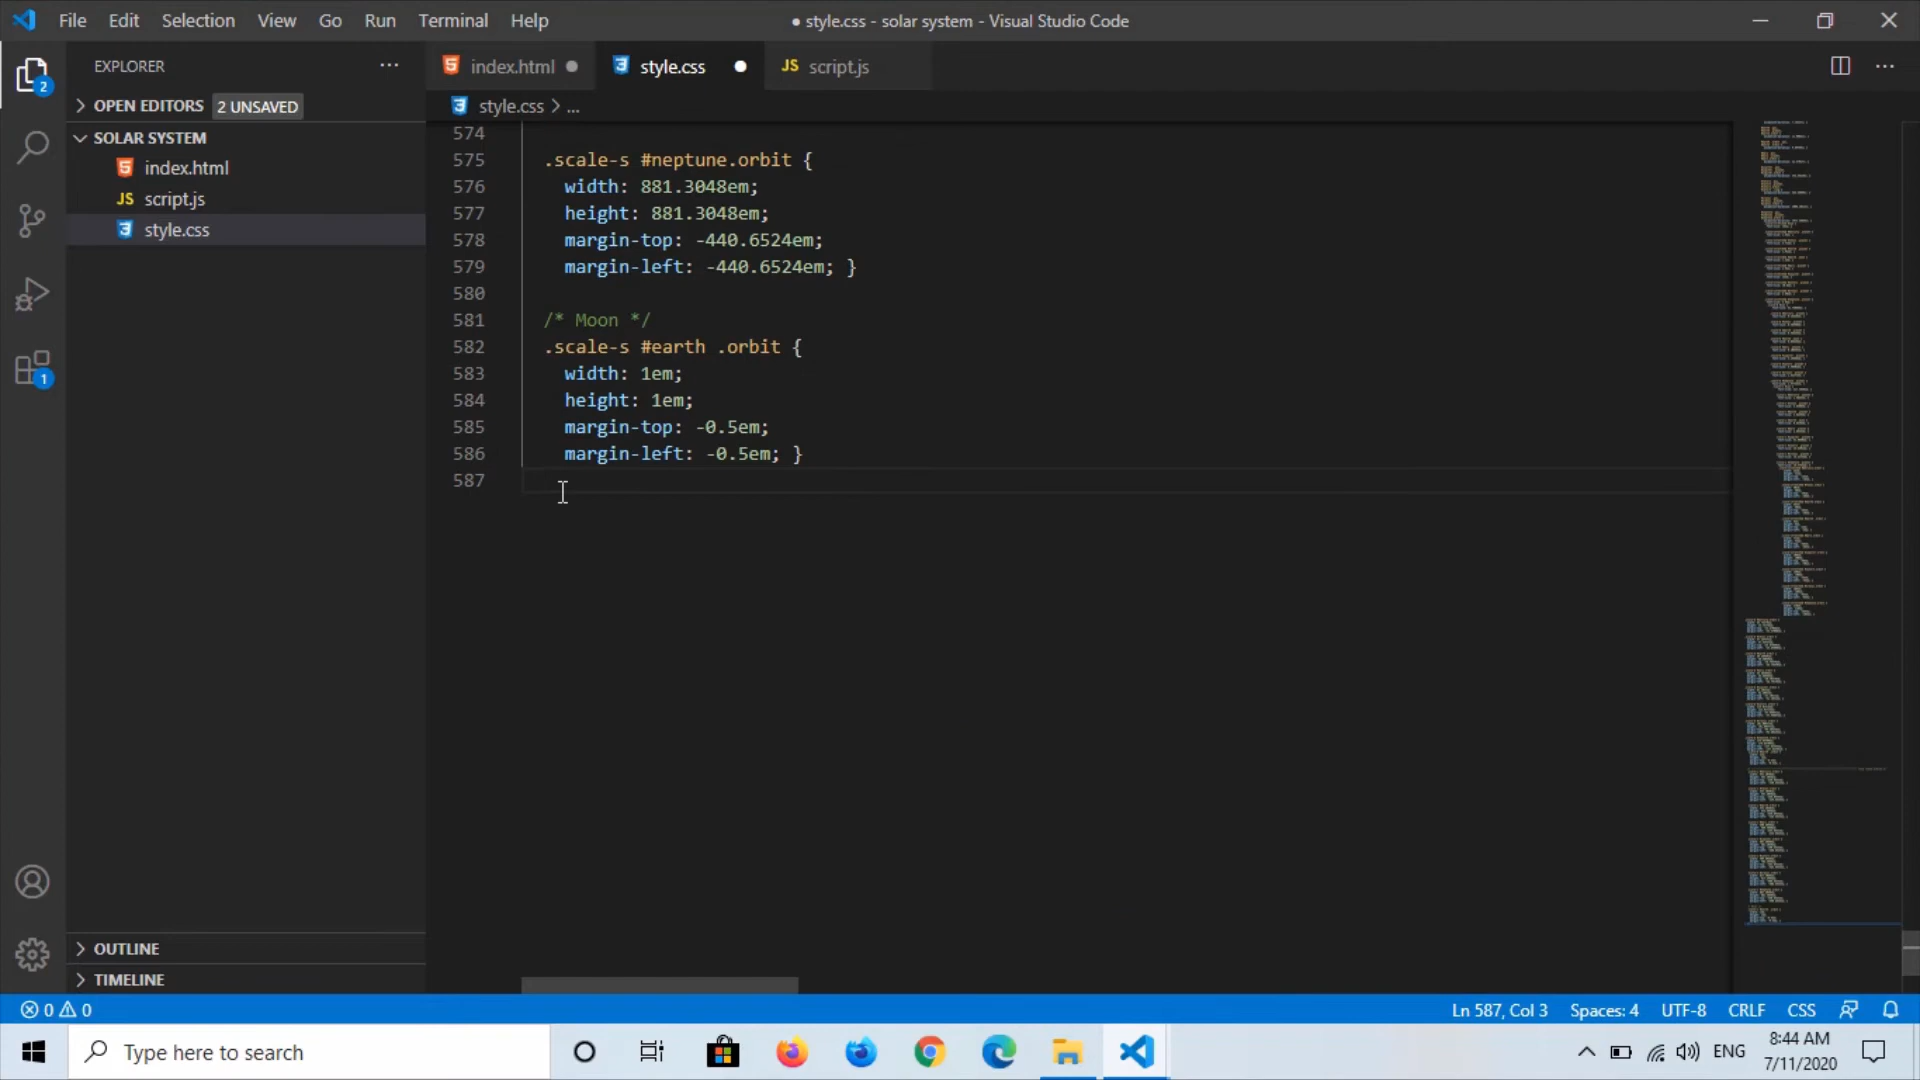 File Edit Selection View Go Run Terminal Help
● style.css - solar system - Visual Studio Code
EXPLORER
index.html
style.css
JS script.js
OPEN EDITORS 2 UNSAVED
style.css > ...
SOLAR SYSTEM
index.html
JS script.js
style.css
2
1
574
575 .scale-s #neptune.orbit {
576 width: 881.3048em;
577 height: 881.3048em;
578 margin-top: -440.6524em;
579 margin-left: -440.6524em; }
580
581 /* Moon */
582 .scale-s #earth .orbit {
583 width: 1em;
584 height: 1em;
585 margin-top: -0.5em;
586 margin-left: -0.5em; }
587
OUTLINE
TIMELINE
0 0
Ln 587, Col 3 Spaces: 4 UTF-8 CRLF CSS
Type here to search
ENG
8:44 AM
7/11/2020